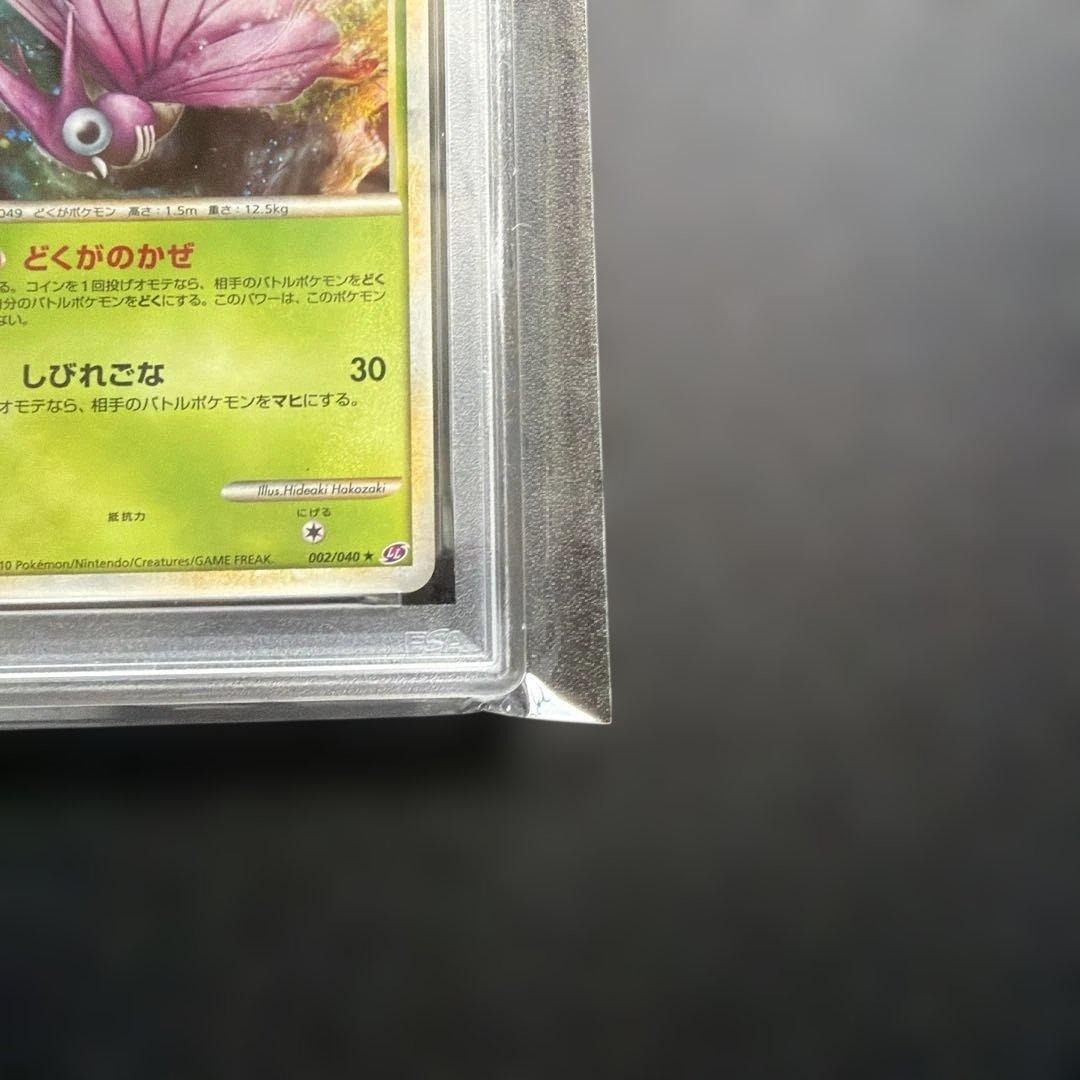 049 どくがポケモン 高さ:1.5m 重さ:12.5kg
どくがのかぜ
る。コインを1回投げオモテなら、相手のバトルポケモンをどく
自分のバトルポケモンをどくにする。このパワーは、このポケモン
ない。
しびれごな 30
オモテなら、相手のバトルポケモンをマヒにする。
Illus.Hideaki Hakozaki
抵抗力 にげる
10 Pokémon/Nintendo/Creatures/GAME FREAK. 002/040 ★ LL
PSA